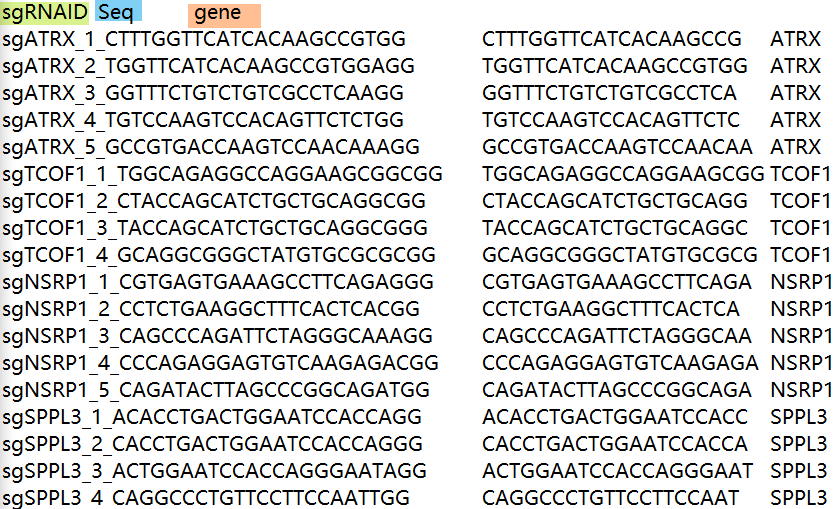 sgRNAID Seq gene
sgATRX_1_CTTTGGTTCATCACAAGCCGTGG CTTTGGTTCATCACAAGCCG ATRX
sgATRX_2_TGGTTCATCACAAGCCGTGGAGG TGGTTCATCACAAGCCGTGG ATRX
sgATRX_3_GGTTTCTGTCTGTCGCCTCAAGG GGTTTCTGTCTGTCGCCTCA ATRX
sgATRX_4_TGTCCAAGTCCACAGTTCTCTGG TGTCCAAGTCCACAGTTCTC ATRX
sgATRX_5_GCCGTGACCAAGTCCAACAAAGG GCCGTGACCAAGTCCAACAA ATRX
sgTCOF1_1_TGGCAGAGGCCAGGAAGCGGCGG TGGCAGAGGCCAGGAAGCGG TCOF1
sgTCOF1_2_CTACCAGCATCTGCTGCAGGCGG CTACCAGCATCTGCTGCAGG TCOF1
sgTCOF1_3_TACCAGCATCTGCTGCAGGCGGG TACCAGCATCTGCTGCAGGC TCOF1
sgTCOF1_4_GCAGGCGGGCTATGTGCGCGCGG GCAGGCGGGCTATGTGCGCG TCOF1
sgNSRP1_1_CGTGAGTGAAAGCCTTCAGAGGG CGTGAGTGAAAGCCTTCAGA NSRP1
sgNSRP1_2_CCTCTGAAGGCTTTCACTCACGG CCTCTGAAGGCTTTCACTCA NSRP1
sgNSRP1_3_CAGCCCAGATTCTAGGGCAAAGG CAGCCCAGATTCTAGGGCAA NSRP1
sgNSRP1_4_CCCAGAGGAGTGTCAAGAGACGG CCCAGAGGAGTGTCAAGAGA NSRP1
sgNSRP1_5_CAGATACTTAGCCCGGCAGATGG CAGATACTTAGCCCGGCAGA NSRP1
sgSPPL3_1_ACACCTGACTGGAATCCACCAGG ACACCTGACTGGAATCCACC SPPL3
sgSPPL3_2_CACCTGACTGGAATCCACCAGGG CACCTGACTGGAATCCACCA SPPL3
sgSPPL3_3_ACTGGAATCCACCAGGGAATAGG ACTGGAATCCACCAGGGAAT SPPL3
sgSPPL3_4_CAGGCCCTGTTCCTTCCAATTGG CAGGCCCTGTTCCTTCCAAT SPPL3